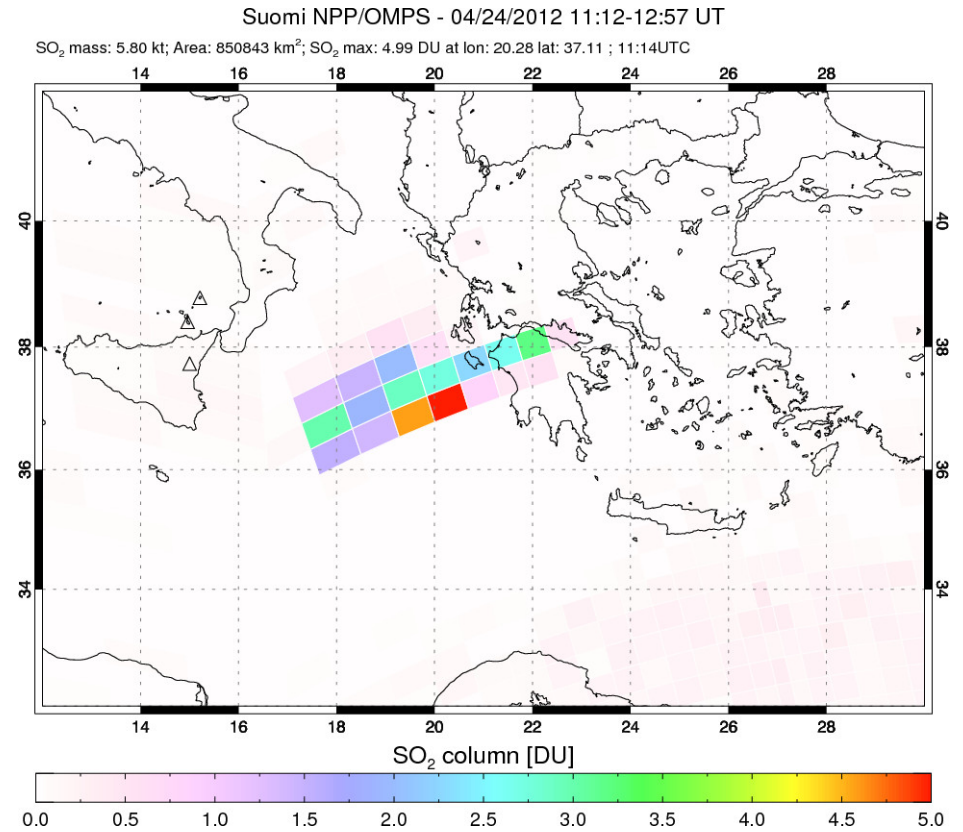 Suomi NPP/OMPS - 04/24/2012 11:12-12:57 UT
SO₂ mass: 5.80 kt; Area: 850843 km²; SO₂ max: 4.99 DU at lon: 20.28 lat: 37.11 ; 11:14UTC
14 16 18 20 22 24 26 28
40 40
38 38
36 36
34 34
14 16 18 20 22 24 26 28
SO₂ column [DU]
0.0 0.5 1.0 1.5 2.0 2.5 3.0 3.5 4.0 4.5 5.0